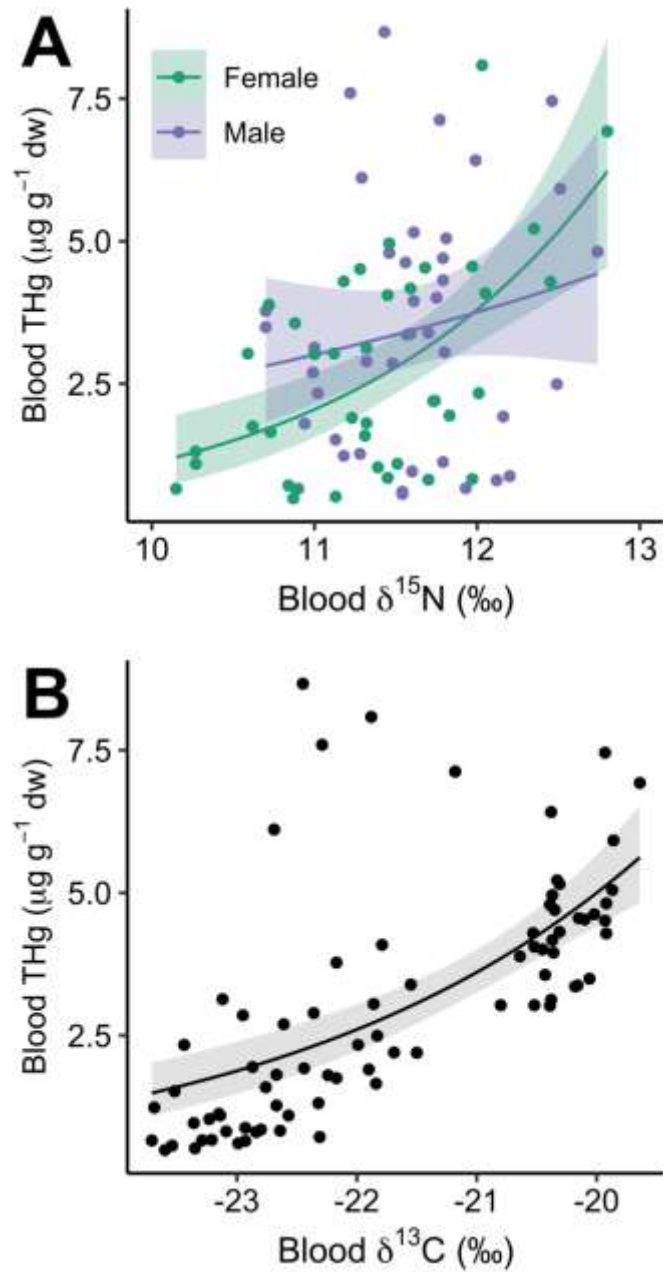 A
Female
Male
Blood THg (μg g⁻¹ dw)
7.5
5.0
2.5
10 11 12 13
Blood δ¹⁵N (‰)
B
Blood THg (μg g⁻¹ dw)
7.5
5.0
2.5
-23 -22 -21 -20
Blood δ¹³C (‰)